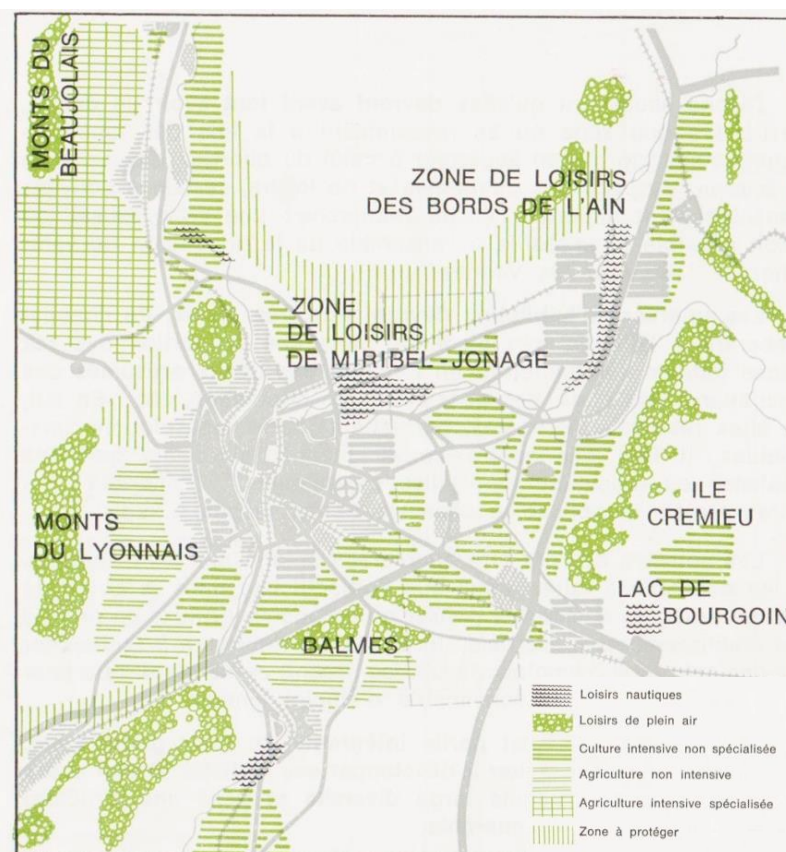 MONTS DU
BEAUJOLAIS
ZONE DE LOISIRS
DES BORDS DE L'AIN
ZONE
DE LOISIRS
DE MIRIBEL-JONAGE
MONTS
DU LYONNAIS
ILE
CREMIEU
LAC DE
BOURGOIN
BALMES
Loisirs nautiques
Loisirs de plein air
Culture intensive non spécialisée
Agriculture non intensive
Agriculture intensive spécialisée
Zone à protéger